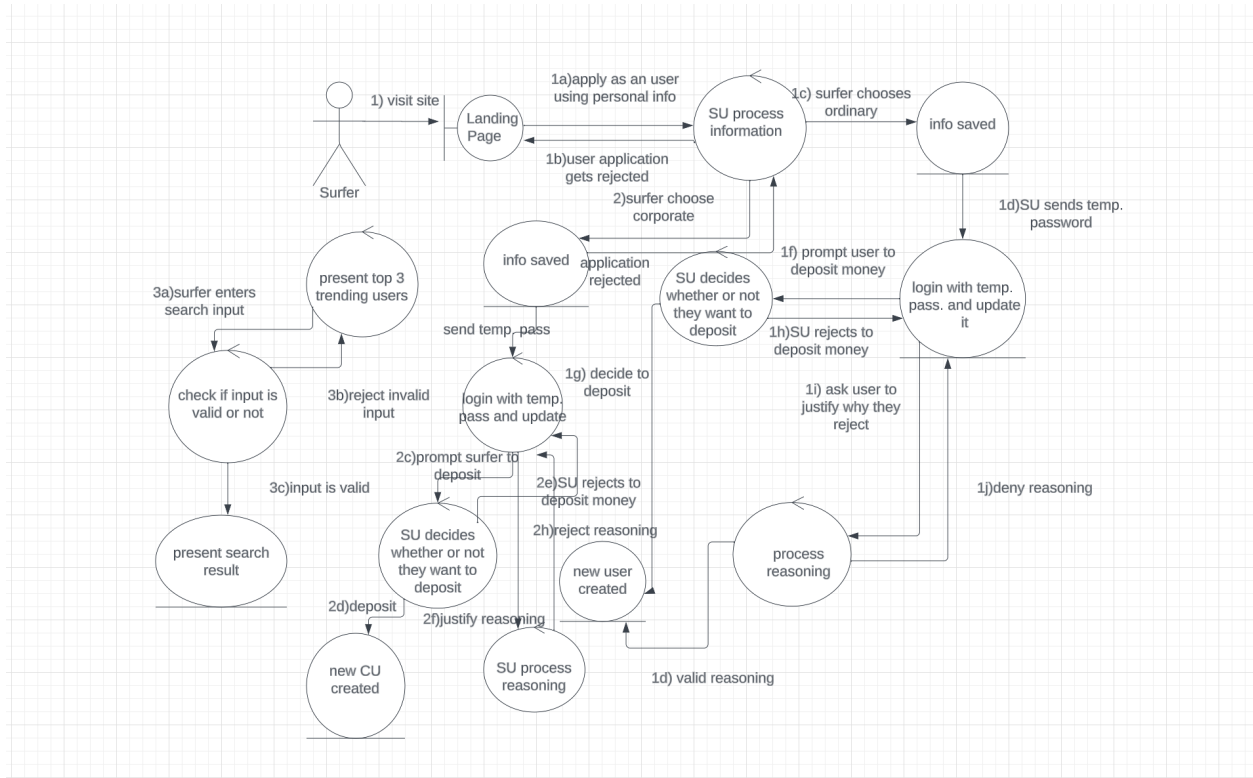 1a)apply as an user
using personal info
1) visit site
Landing
Page
SU process
information
1c) surfer chooses
ordinary
info saved
1b)user application
gets rejected
Surfer
2)surfer choose
corporate
1d)SU sends temp.
password
info saved
application
rejected
SU decides
whether or not
they want to
deposit
1f) prompt user to
deposit money
login with temp.
pass. and update
it
present top 3
trending users
3a)surfer enters
search input
send temp. pass
1h)SU rejects to
deposit money
check if input is
valid or not
3b)reject invalid
input
login with temp.
pass and update
1g) decide to
deposit
1i) ask user to
justify why they
reject
2c)prompt surfer to
deposit
3c)input is valid
2e)SU rejects to
deposit money
1j)deny reasoning
present search
result
SU decides
whether or not
they want to
deposit
2h)reject reasoning
new user
created
process
reasoning
2d)deposit
2f)justify reasoning
new CU
created
SU process
reasoning
1d) valid reasoning